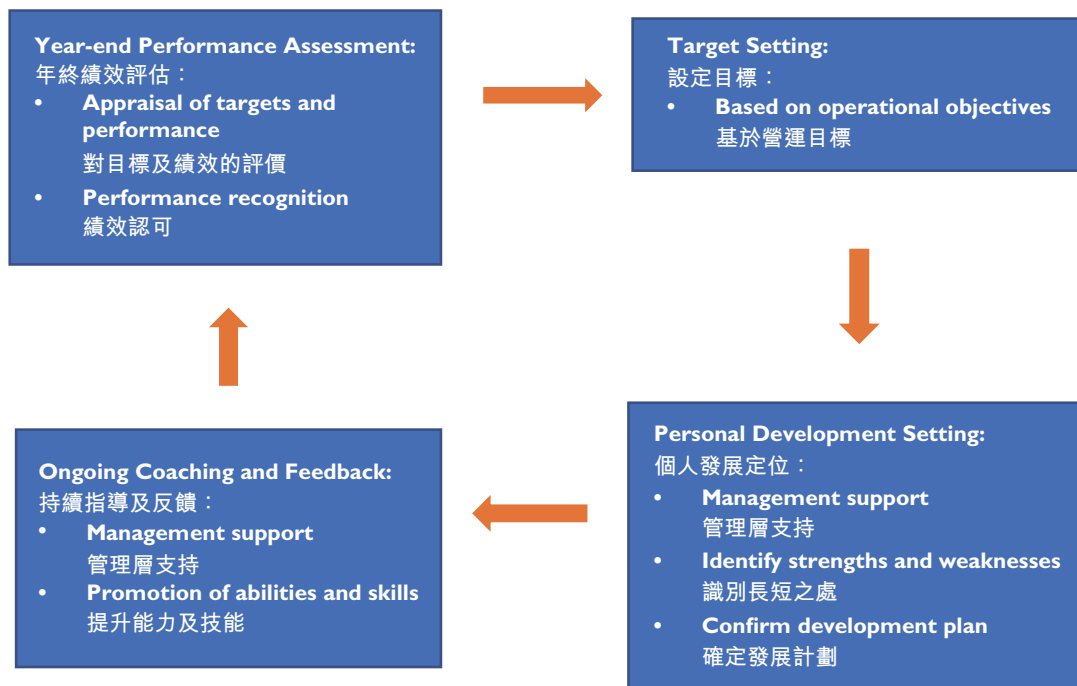 Year-end Performance Assessment:
年終績效評估：
• Appraisal of targets and
performance
對目標及績效的評價
• Performance recognition
績效認可
Target Setting:
設定目標：
• Based on operational objectives
基於營運目標
Personal Development Setting:
個人發展定位：
• Management support
管理層支持
• Identify strengths and weaknesses
識別長短之處
• Confirm development plan
確定發展計劃
Ongoing Coaching and Feedback:
持續指導及反饋：
• Management support
管理層支持
• Promotion of abilities and skills
提升能力及技能